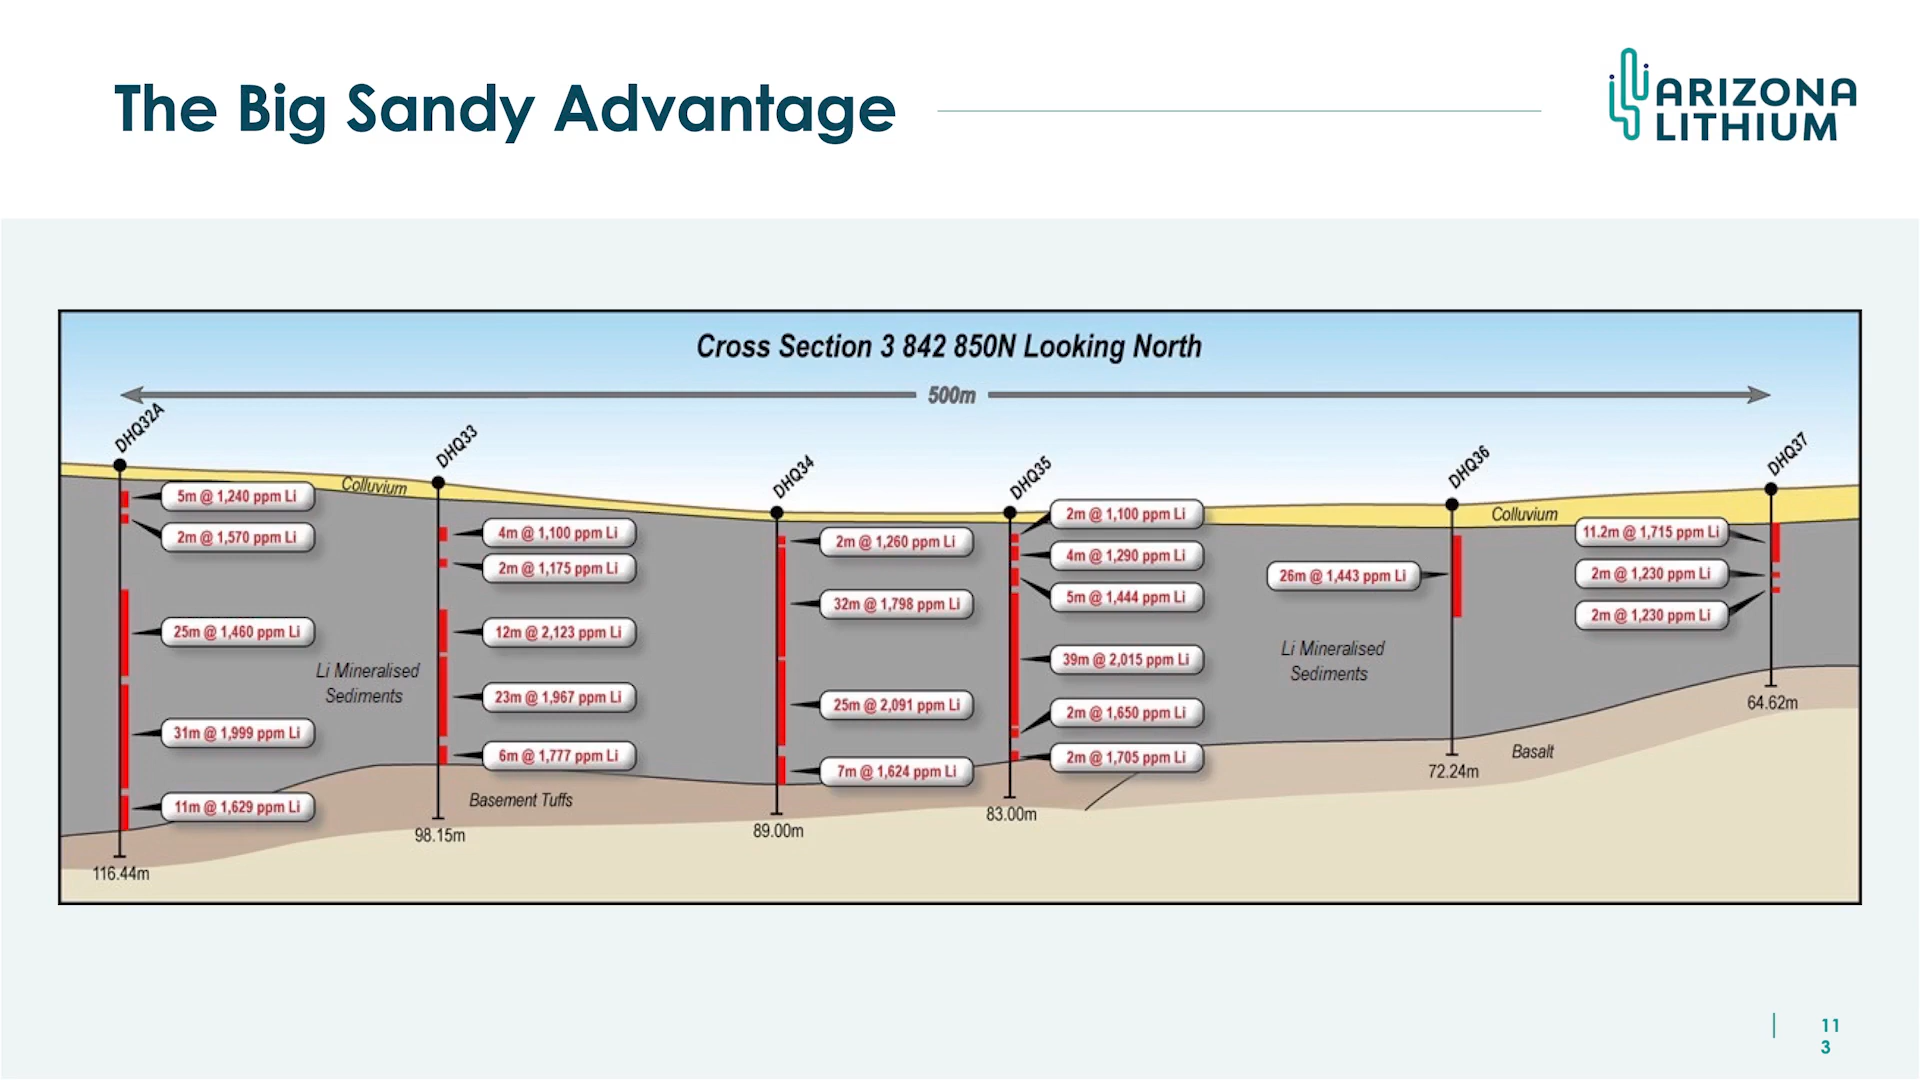 The Big Sandy Advantage
ARIZONA
LITHIUM
Cross Section 3 842 850N Looking North
500m
DHQ32A
DHQ33
DHQ34
DHQ35
DHQ36
DHQ37
Colluvium
5m @ 1,240 ppm Li
2m @ 1,570 ppm Li
25m @ 1,460 ppm Li
31m @ 1,999 ppm Li
11m @ 1,629 ppm Li
116.44m
Li Mineralised
Sediments
4m @ 1,100 ppm Li
2m @ 1,175 ppm Li
12m @ 2,123 ppm Li
23m @ 1,967 ppm Li
6m @ 1,777 ppm Li
Basement Tuffs
98.15m
2m @ 1,260 ppm Li
32m @ 1,798 ppm Li
25m @ 2,091 ppm Li
7m @ 1,624 ppm Li
89.00m
2m @ 1,100 ppm Li
4m @ 1,290 ppm Li
5m @ 1,444 ppm Li
39m @ 2,015 ppm Li
2m @ 1,650 ppm Li
2m @ 1,705 ppm Li
83.00m
26m @ 1,443 ppm Li
Li Mineralised
Sediments
72.24m
Colluvium
Basalt
11.2m @ 1,715 ppm Li
2m @ 1,230 ppm Li
2m @ 1,230 ppm Li
64.62m
11
3